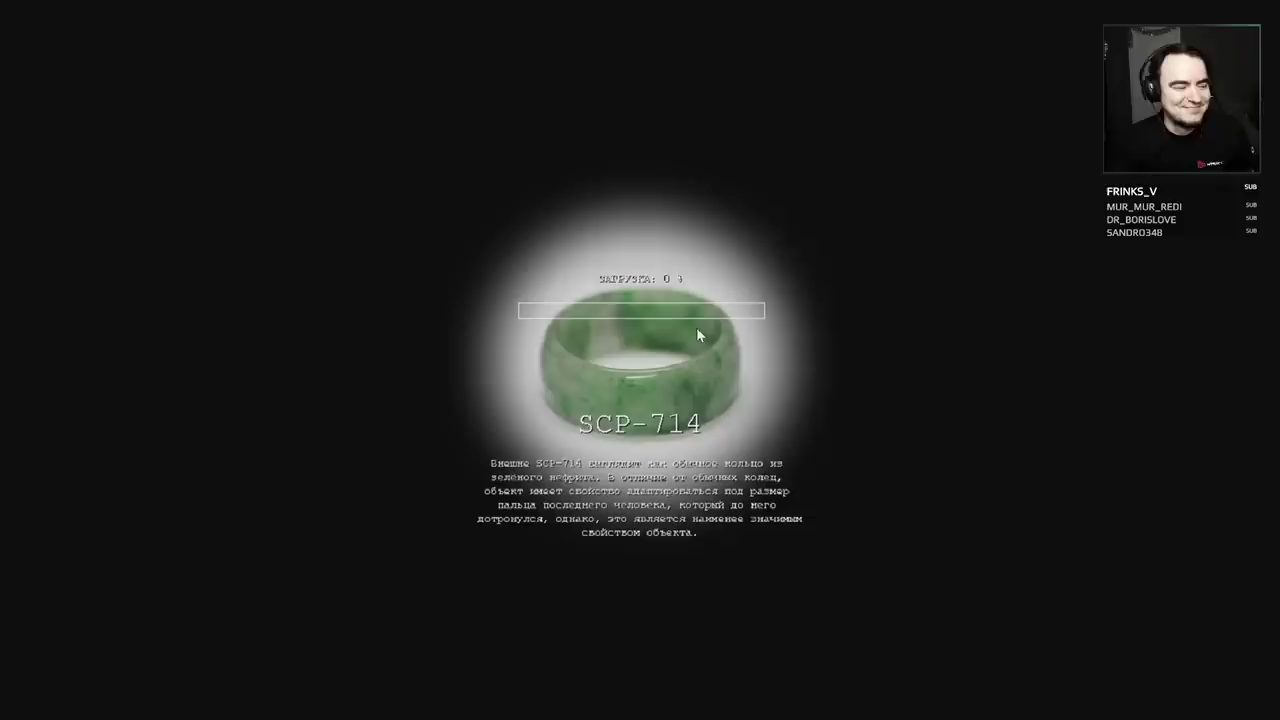 ЗАГРУЗКА: 0 %
SCP-714
Внешне SCP-714 выглядит как обычное кольцо из
зелёного нефрита. В отличие от обычных колец,
объект имеет свойство адаптироваться под размер
пальца последнего человека, который до него
дотронулся, однако, это является наименее значимым
свойством объекта.
FRINKS_V SUB
MUR_MUR_REDI SUB
DR_BORISLOVE SUB
SANDRO348 SUB